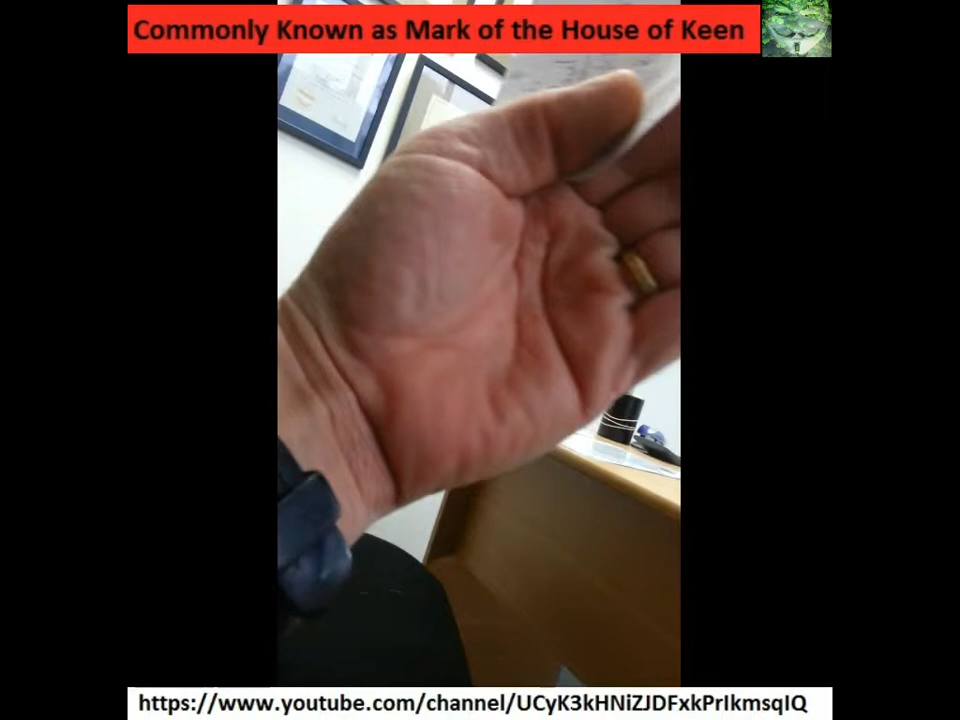 Commonly Known as Mark of the House of Keen
https://www.youtube.com/channel/UCyK3kHNiZJDFxkPrIkmsqIQ